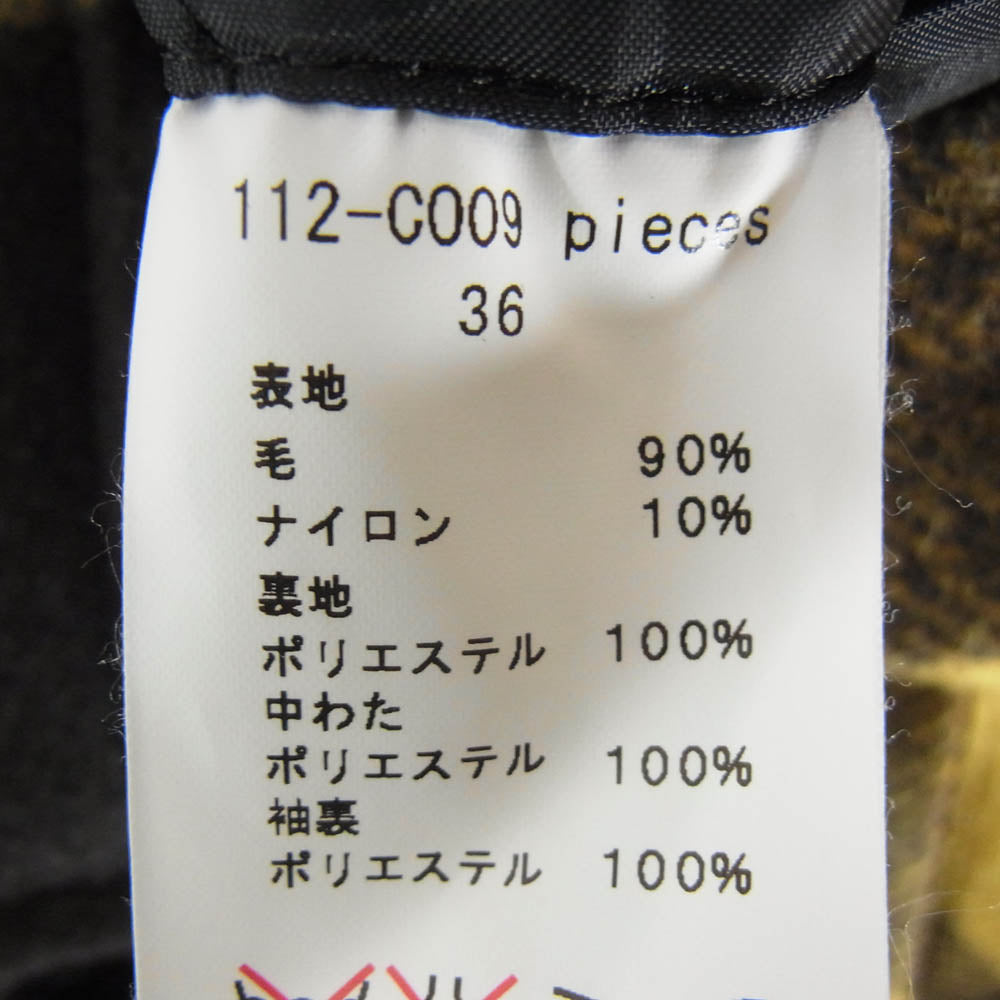 112-C009 pieces
36
表地
毛 90%
ナイロン 10%
裏地
ポリエステル 100%
中わた
ポリエステル 100%
袖裏
ポリエステル 100%